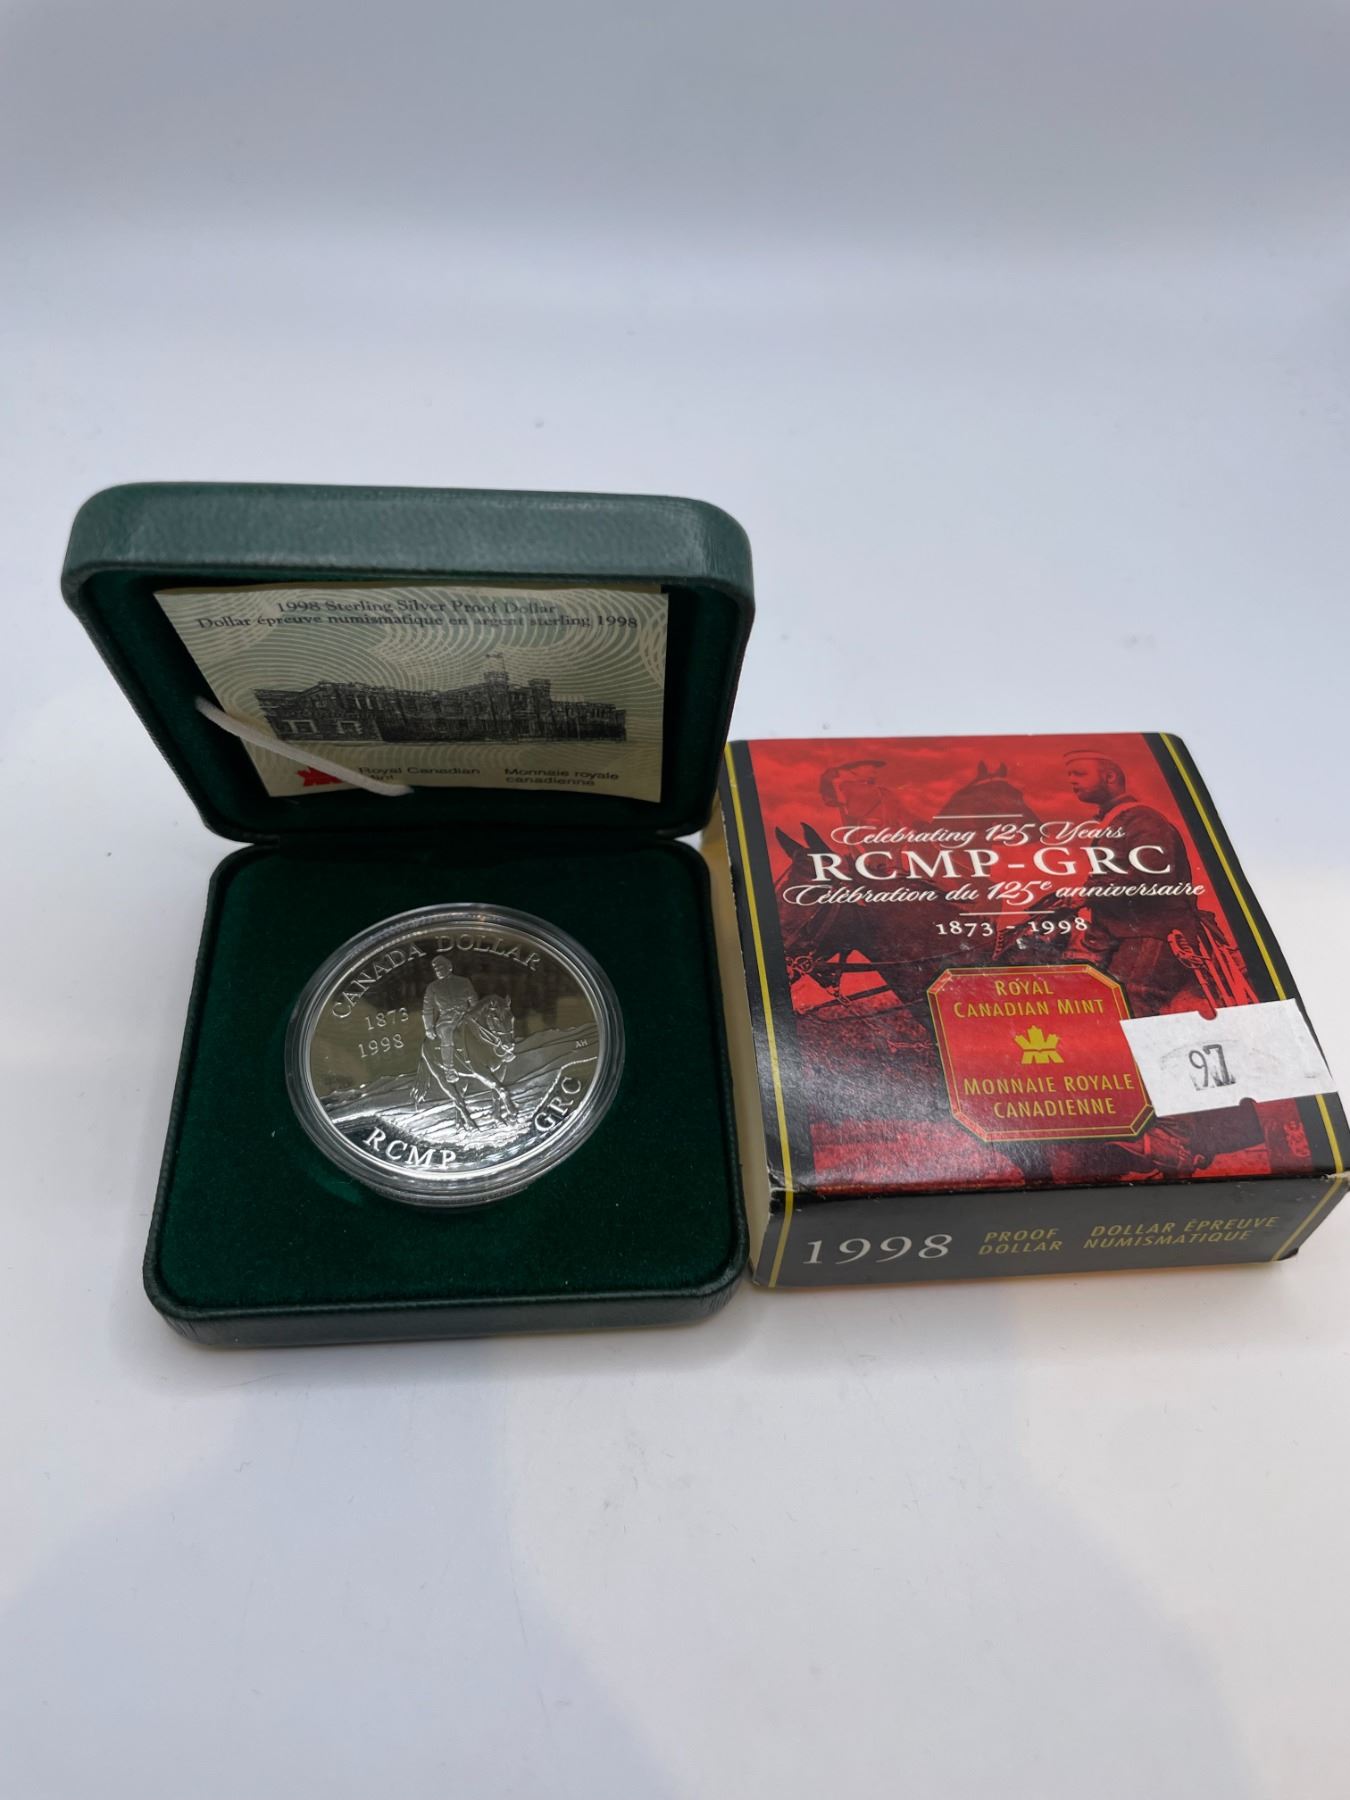 1998 Sterling Silver Proof Dollar
Dollar épreuve numismatique en argent sterling 1998
Royal Canadian Monnaie royale
canadienne
CANADA DOLLAR
1873
1998
AH
RCMP GRC
Celebrating 125 Years
RCMP-GRC
Célébration du 125e anniversaire
1873 - 1998
ROYAL
CANADIAN MINT
MONNAIE ROYALE
CANADIENNE
1998 PROOF DOLLAR ÉPREUVE
DOLLAR NUMISMATIQUE